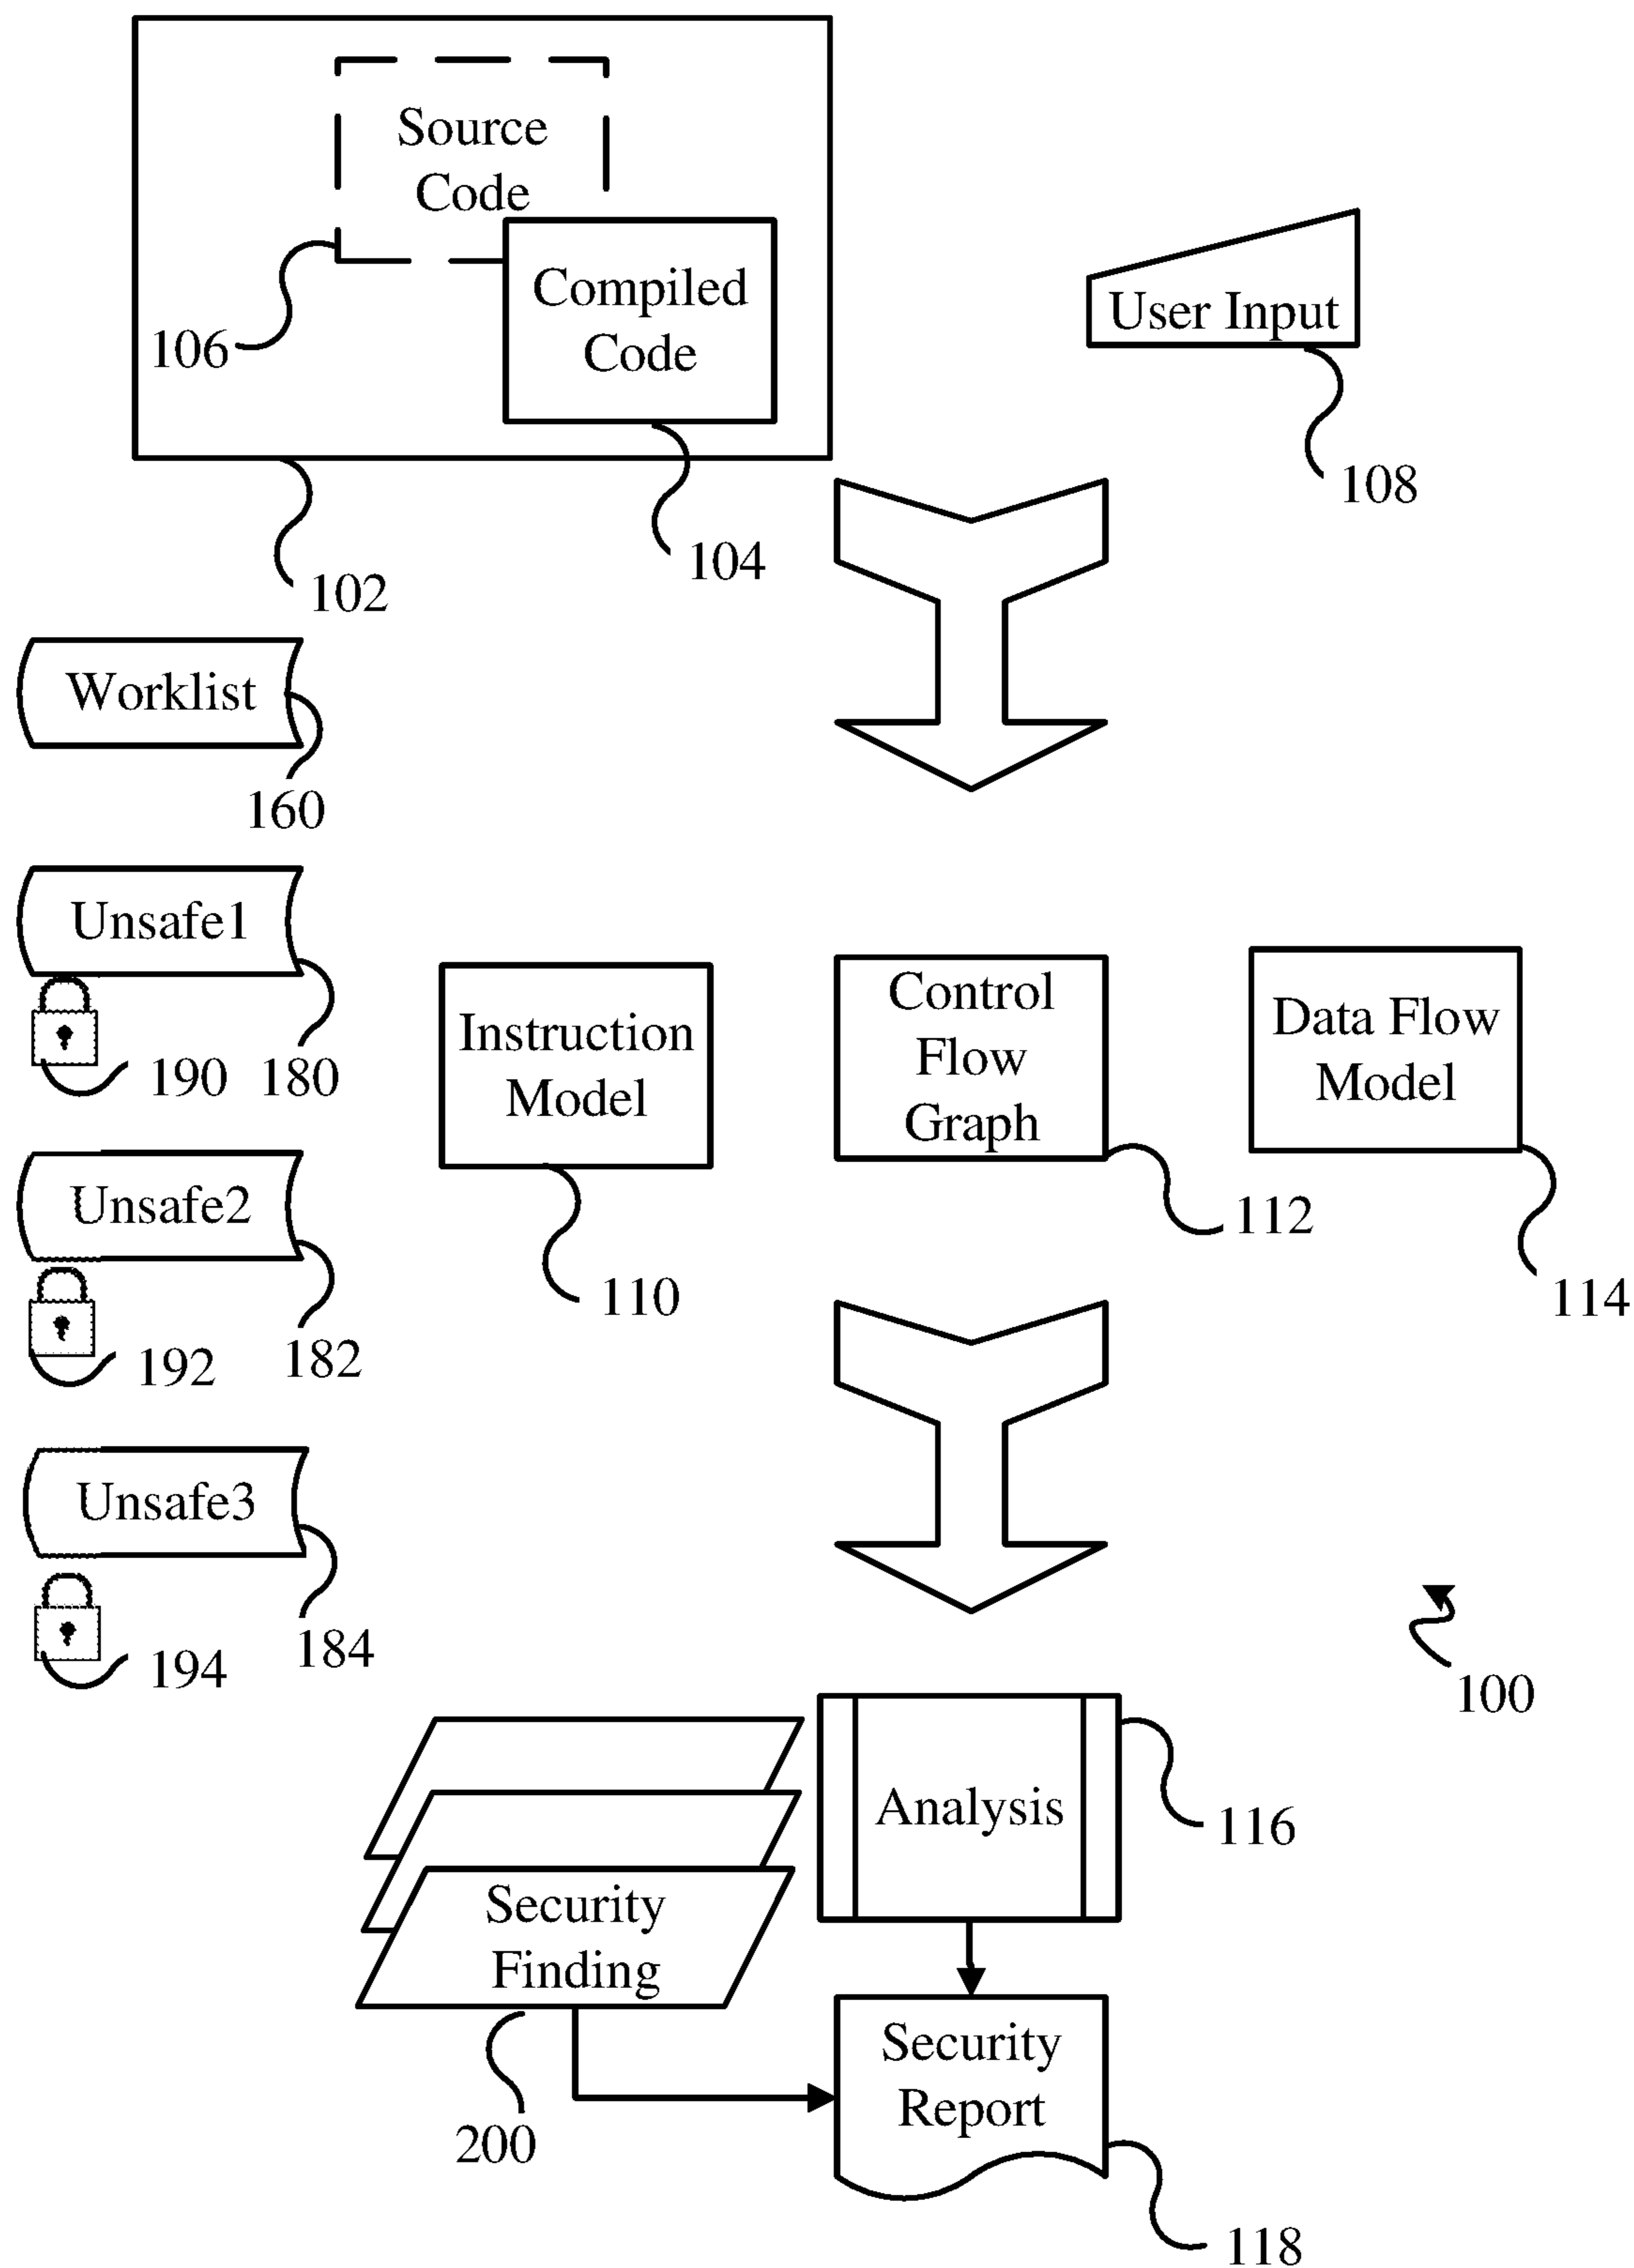 Source
Code
Compiled
Code
106
User Input
108
104
102
Worklist
160
Unsafe1
190
180
Instruction
Model
110
Control
Flow
Graph
112
Data Flow
Model
114
Unsafe2
192
182
Unsafe3
194
184
100
Analysis
116
Security
Finding
200
Security
Report
118